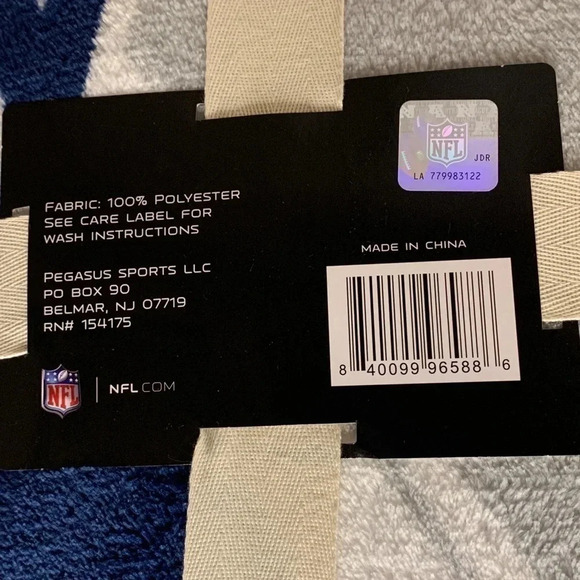 NFL
JDR
LA 779983122
FABRIC: 100% POLYESTER
SEE CARE LABEL FOR
WASH INSTRUCTIONS
MADE IN CHINA
PEGASUS SPORTS LLC
PO BOX 90
BELMAR, NJ 07719
RN# 154175
8 40099 96588 6
NFL
NFL.COM